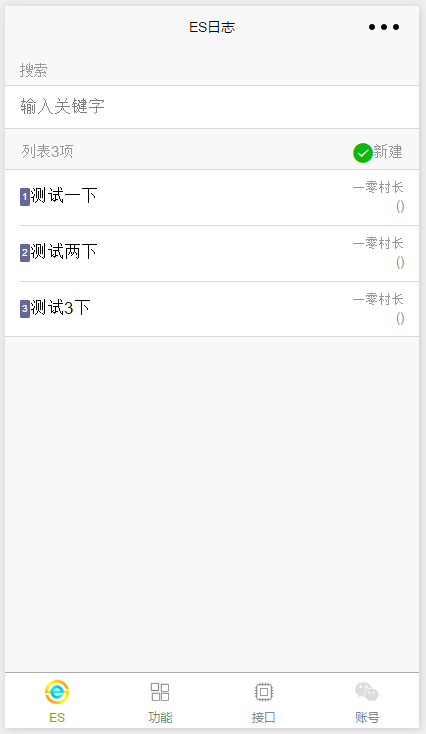 ES日志
搜索
输入关键字
列表3项 新建
1 测试一下 一零村长
()
2 测试两下 一零村长
()
3 测试3下 一零村长
()
ES 功能 接口 账号